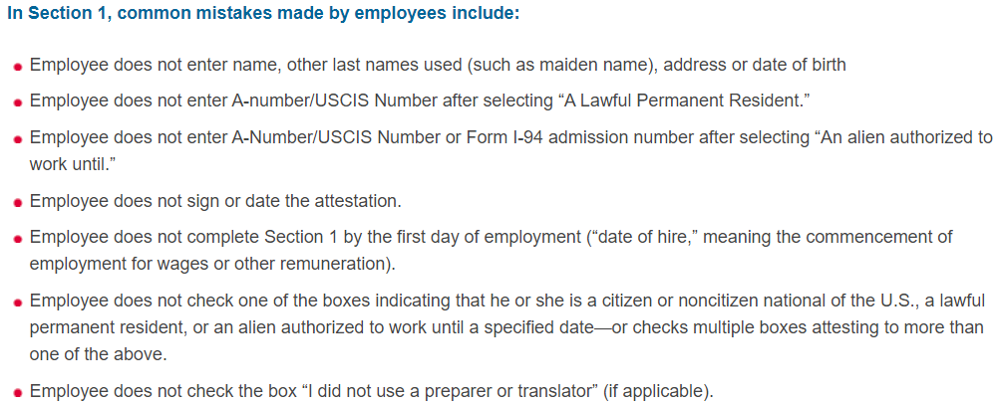 In Section 1, common mistakes made by employees include:
Employee does not enter name, other last names used (such as maiden name), address or date of birth
Employee does not enter A-number/USCIS Number after selecting “A Lawful Permanent Resident.”
Employee does not enter A-Number/USCIS Number or Form I-94 admission number after selecting “An alien authorized to
work until.”
Employee does not sign or date the attestation.
Employee does not complete Section 1 by the first day of employment (“date of hire,” meaning the commencement of
employment for wages or other remuneration).
Employee does not check one of the boxes indicating that he or she is a citizen or noncitizen national of the U.S., a lawful
permanent resident, or an alien authorized to work until a specified date—or checks multiple boxes attesting to more than
one of the above.
Employee does not check the box “I did not use a preparer or translator” (if applicable).